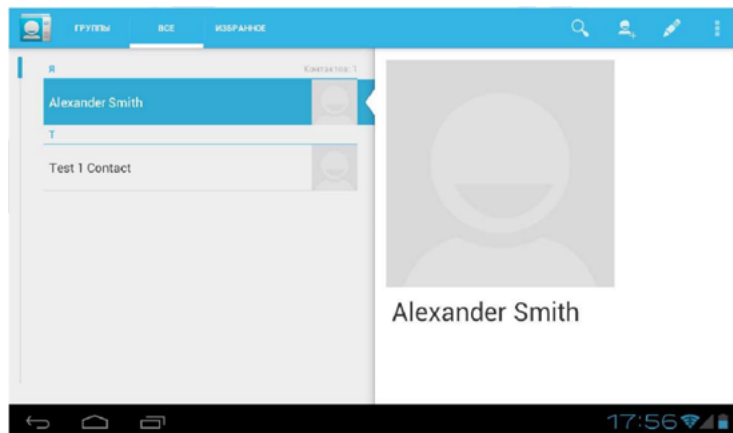 ГРУППЫ ВСЕ ИЗБРАННОЕ
Я Контактов: 1
Alexander Smith
T
Test 1 Contact
Alexander Smith
17:56